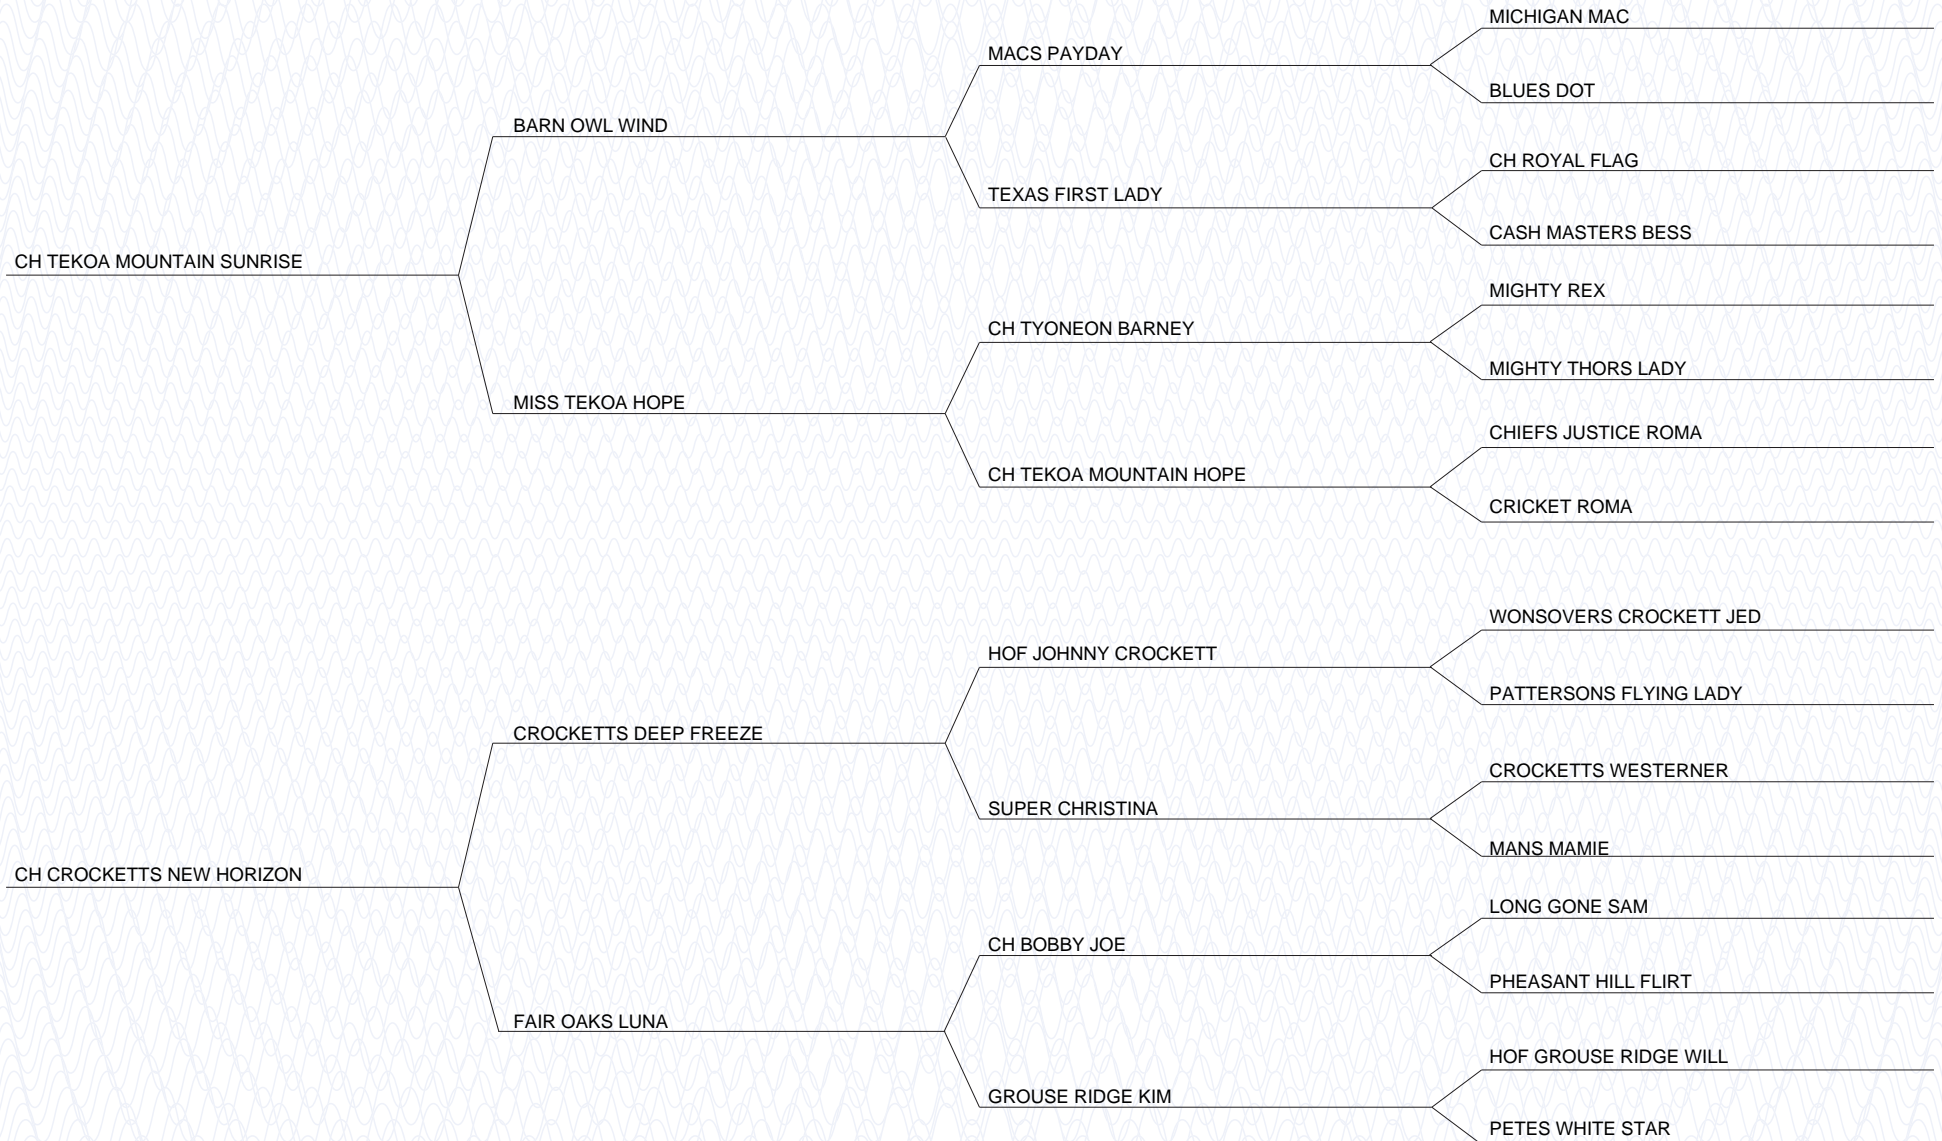 MICHIGAN MAC
MACS PAYDAY
BLUES DOT
BARN OWL WIND
CH ROYAL FLAG
TEXAS FIRST LADY
CASH MASTERS BESS
CH TEKOA MOUNTAIN SUNRISE
MIGHTY REX
CH TYONEON BARNEY
MIGHTY THORS LADY
MISS TEKOA HOPE
CHIEFS JUSTICE ROMA
CH TEKOA MOUNTAIN HOPE
CRICKET ROMA
WONSOVERS CROCKETT JED
HOF JOHNNY CROCKETT
PATTERSONS FLYING LADY
CROCKETTS DEEP FREEZE
CROCKETTS WESTERNER
SUPER CHRISTINA
MANS MAMIE
CH CROCKETTS NEW HORIZON
LONG GONE SAM
CH BOBBY JOE
PHEASANT HILL FLIRT
FAIR OAKS LUNA
HOF GROUSE RIDGE WILL
GROUSE RIDGE KIM
PETES WHITE STAR